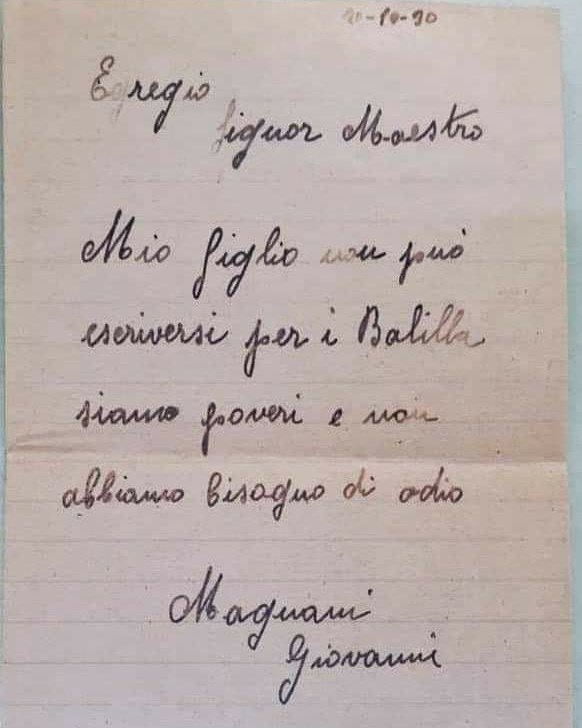 20-10-30
Egregio
Signor Maestro
Mio figlio non può
escriversi per i Balilla
siamo poveri e non
abbiamo bisogno di odio
Magnani
Giovanni